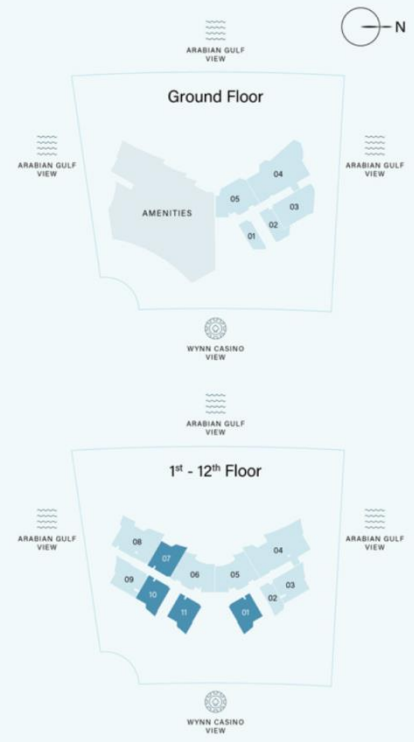 N
ARABIAN GULF
VIEW
Ground Floor
ARABIAN GULF
VIEW
ARABIAN GULF
VIEW
04
05
03
AMENITIES
02
01
WYNN CASINO
VIEW
ARABIAN GULF
VIEW
1st - 12th Floor
ARABIAN GULF
VIEW
ARABIAN GULF
VIEW
08
07
04
06
05
09
03
10
02
11
01
WYNN CASINO
VIEW